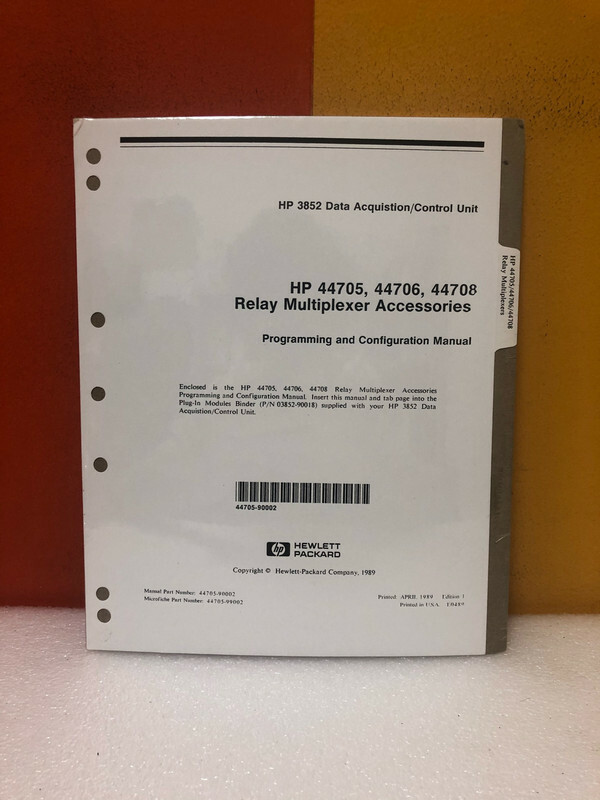 HP 3852 Data Acquistion/Control Unit
HP 44705, 44706, 44708
Relay Multiplexer Accessories
Programming and Configuration Manual
Enclosed is the HP 44705, 44706, 44708 Relay Multiplexer Accessories
Programming and Configuration Manual. Insert this manual and tab page into the
Plug-In Modules Binder (P/N 03852-90018) supplied with your HP 3852 Data
Acquistion/Control Unit.
44705-90002
hp HEWLETT
PACKARD
Copyright © Hewlett-Packard Company, 1989
Manual Part Number: 44705-90002
Microfiche Part Number: 44705-99002
Printed: APRIL 1989 Edition 1
Printed in U.S.A. E0489
HP 44705/44706/44708
Relay Multiplexers